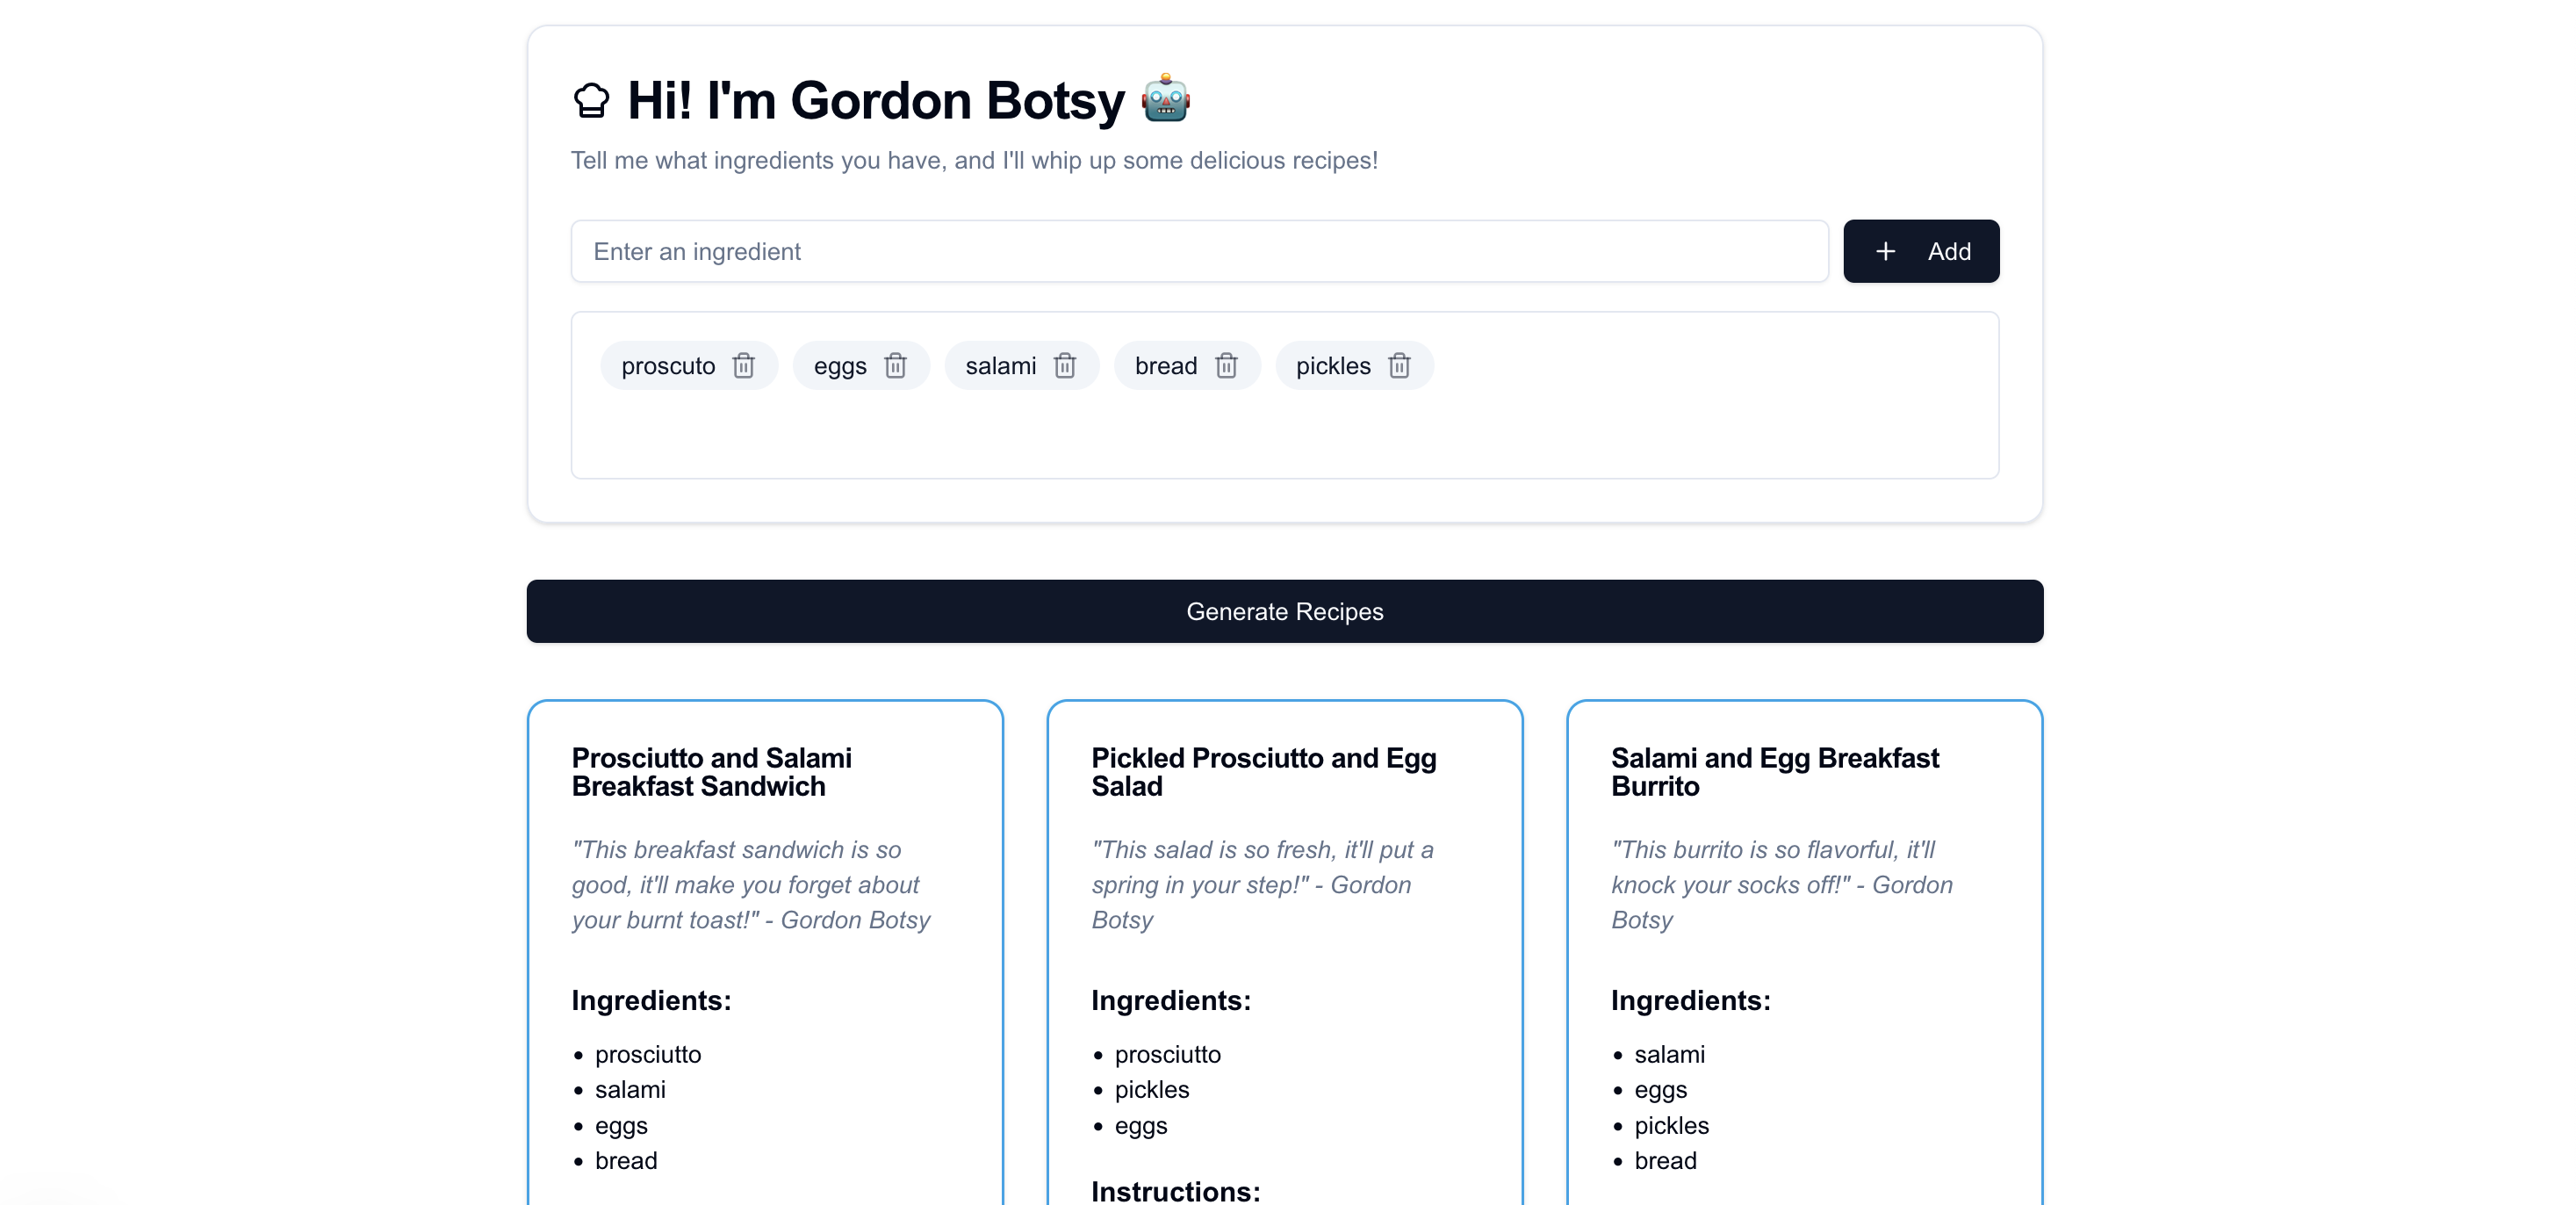 Hi! I'm Gordon Botsy 🤖
Tell me what ingredients you have, and I'll whip up some delicious recipes!
Enter an ingredient
+ Add
proscuto eggs salami bread pickles
Generate Recipes
Prosciutto and Salami
Breakfast Sandwich
"This breakfast sandwich is so
good, it'll make you forget about
your burnt toast!" - Gordon Botsy
Ingredients:
• prosciutto
• salami
• eggs
• bread
Pickled Prosciutto and Egg
Salad
"This salad is so fresh, it'll put a
spring in your step!" - Gordon
Botsy
Ingredients:
• prosciutto
• pickles
• eggs
Instructions:
Salami and Egg Breakfast
Burrito
"This burrito is so flavorful, it'll
knock your socks off!" - Gordon
Botsy
Ingredients:
• salami
• eggs
• pickles
• bread